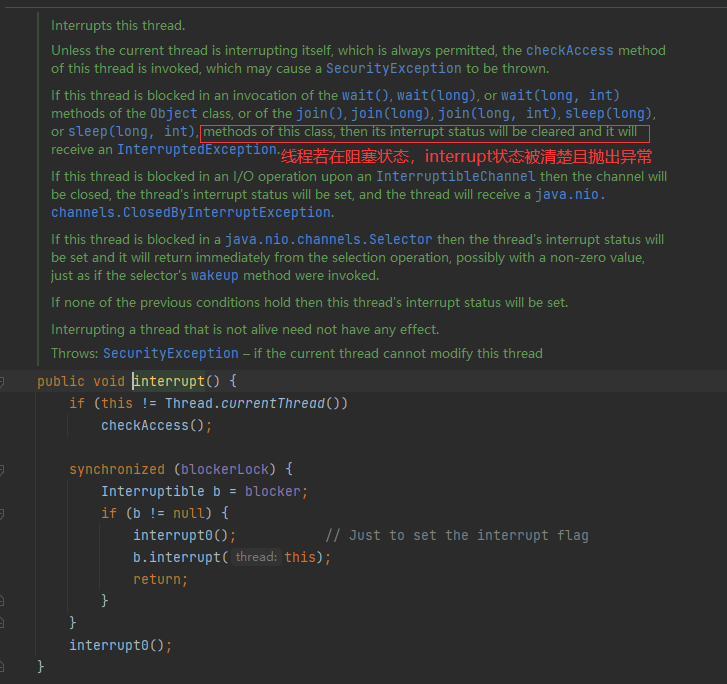 Interrupts this thread.
Unless the current thread is interrupting itself, which is always permitted, the checkAccess method
of this thread is invoked, which may cause a SecurityException to be thrown.
If this thread is blocked in an invocation of the wait(), wait(long), or wait(long, int)
methods of the Object class, or of the join(), join(long), join(long, int), sleep(long),
or sleep(long, int), methods of this class, then its interrupt status will be cleared and it will
receive an InterruptedException.
线程若在阻塞状态，interrupt状态被清楚且抛出异常
If this thread is blocked in an I/O operation upon an InterruptibleChannel then the channel will
be closed, the thread's interrupt status will be set, and the thread will receive a java.nio.
channels.ClosedByInterruptException.
If this thread is blocked in a java.nio.channels.Selector then the thread's interrupt status will
be set and it will return immediately from the selection operation, possibly with a non-zero value,
just as if the selector's wakeup method were invoked.
If none of the previous conditions hold then this thread's interrupt status will be set.
Interrupting a thread that is not alive need not have any effect.
Throws: SecurityException – if the current thread cannot modify this thread
public void interrupt() {
if (this != Thread.currentThread())
checkAccess();
synchronized (blockerLock) {
Interruptible b = blocker;
if (b != null) {
interrupt0(); // Just to set the interrupt flag
b.interrupt( thread: this);
return;
}
}
interrupt0();
}